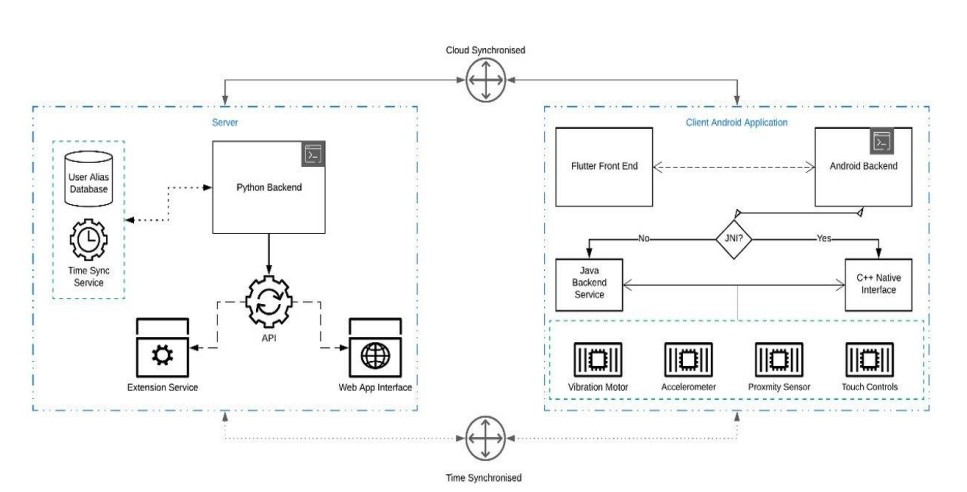 Cloud Synchronised
Server
User Alias
Database
Time Sync
Service
Python Backend
API
Extension Service
Web App Interface
Client Android Application
Flutter Front End
Android Backend
JNI?
No
Yes
Java
Backend
Service
C++ Native
Interface
Vibration Motor
Accelerometer
Proxmity Sensor
Touch Controls
Time Synchronised